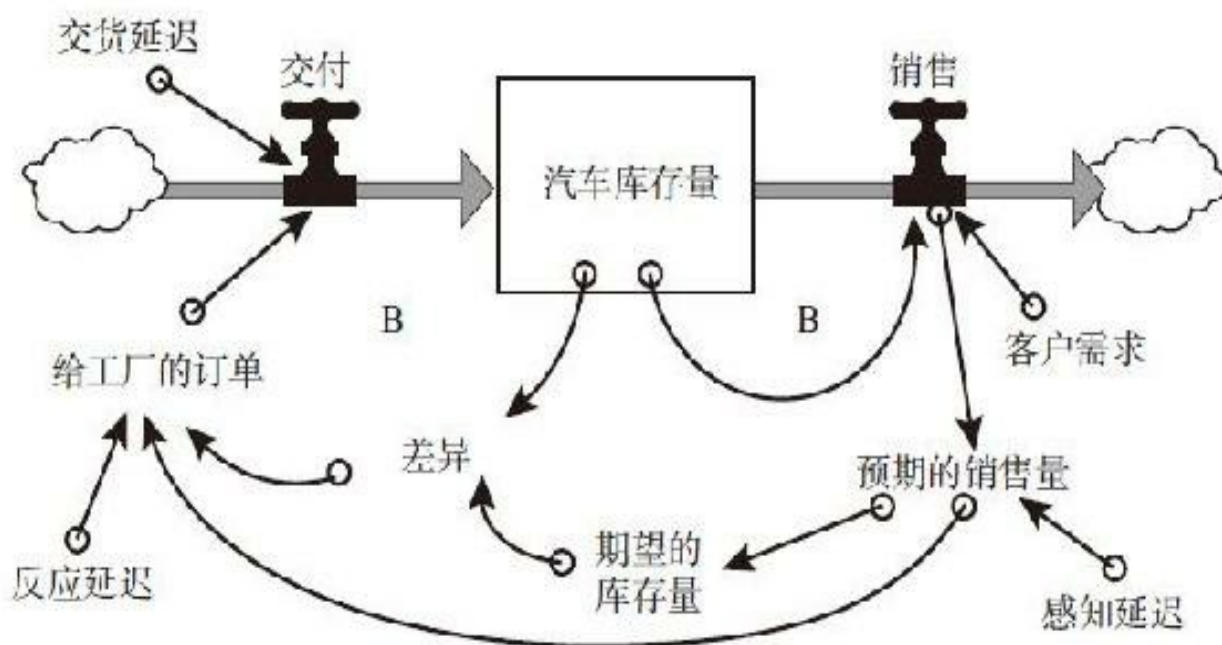 交货延迟
交付
销售
汽车库存量
B
B
给工厂的订单
客户需求
差异
预期的销售量
期望的
库存量
反应延迟
感知延迟